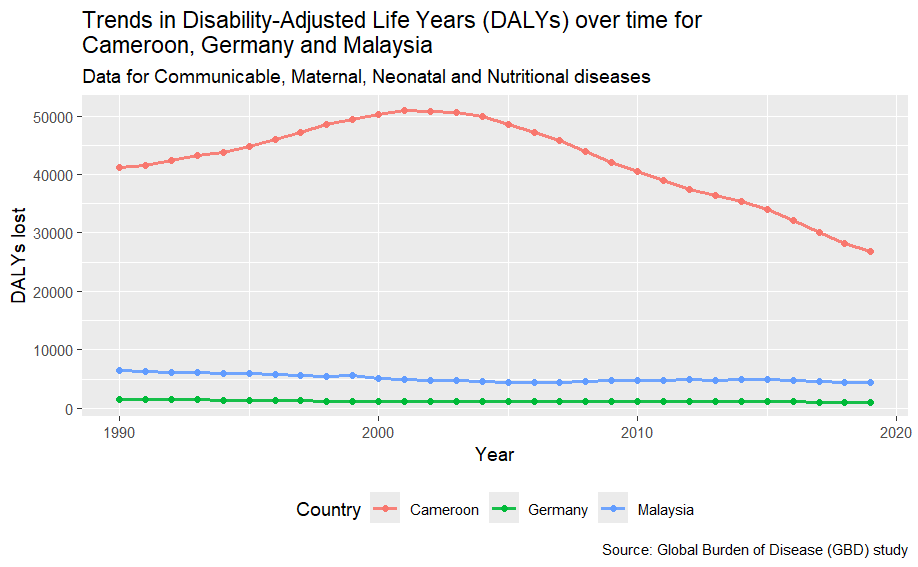 Trends in Disability-Adjusted Life Years (DALYs) over time for
Cameroon, Germany and Malaysia
Data for Communicable, Maternal, Neonatal and Nutritional diseases
DALYs lost
50000
40000
30000
20000
10000
0
1990 2000 2010 2020
Year
Country Cameroon Germany Malaysia
Source: Global Burden of Disease (GBD) study